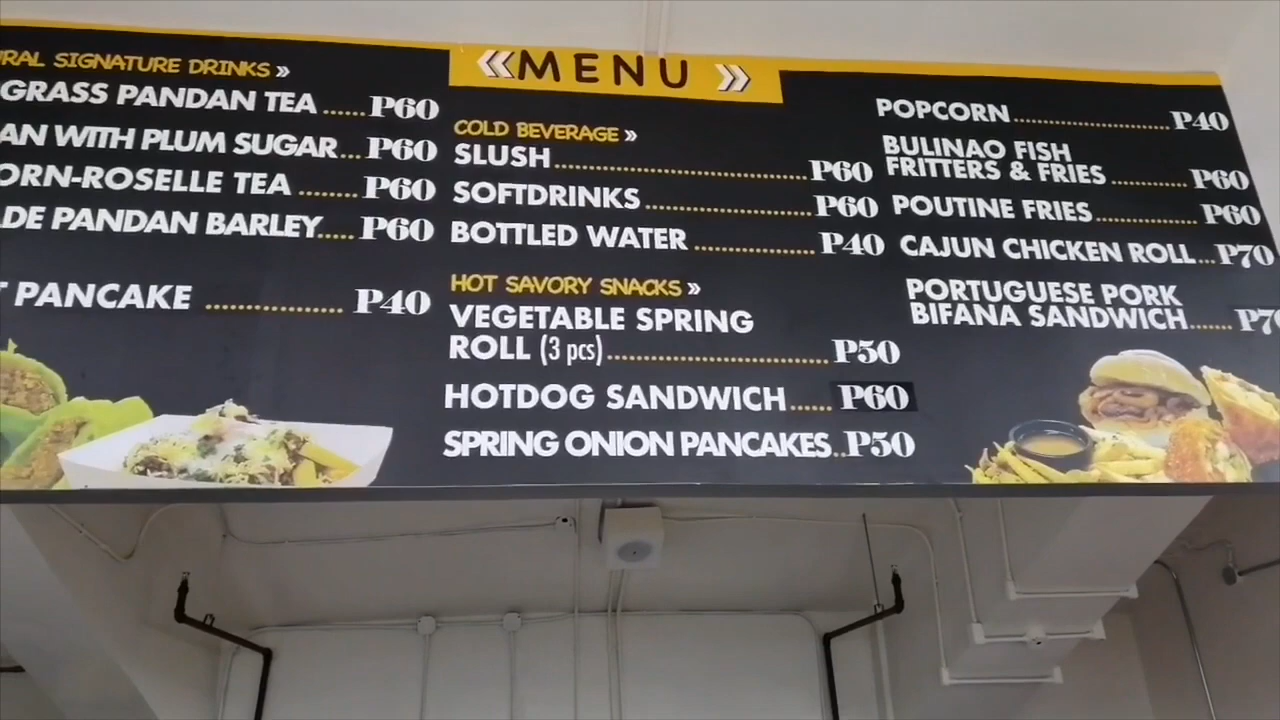 SIGNATURE DRINKS »
GRASS PANDAN TEA ...... P60
WITH PLUM SUGAR... P60
ORN-ROSELLE TEA ....... P60
DE PANDAN BARLEY..... P60
PANCAKE .................. P40
« MENU »
COLD BEVERAGE »
SLUSH.................................. P60
SOFTDRINKS ....................... P60
BOTTLED WATER ................ P40
HOT SAVORY SNACKS »
VEGETABLE SPRING
ROLL (3 pcs)............................. P50
HOTDOG SANDWICH...... P60
SPRING ONION PANCAKES.. P50
POPCORN........................ P40
BULINAO FISH
FRITTERS & FRIES ............ P60
POUTINE FRIES................ P60
CAJUN CHICKEN ROLL... P70
PORTUGUESE PORK
BIFANA SANDWICH...... P70